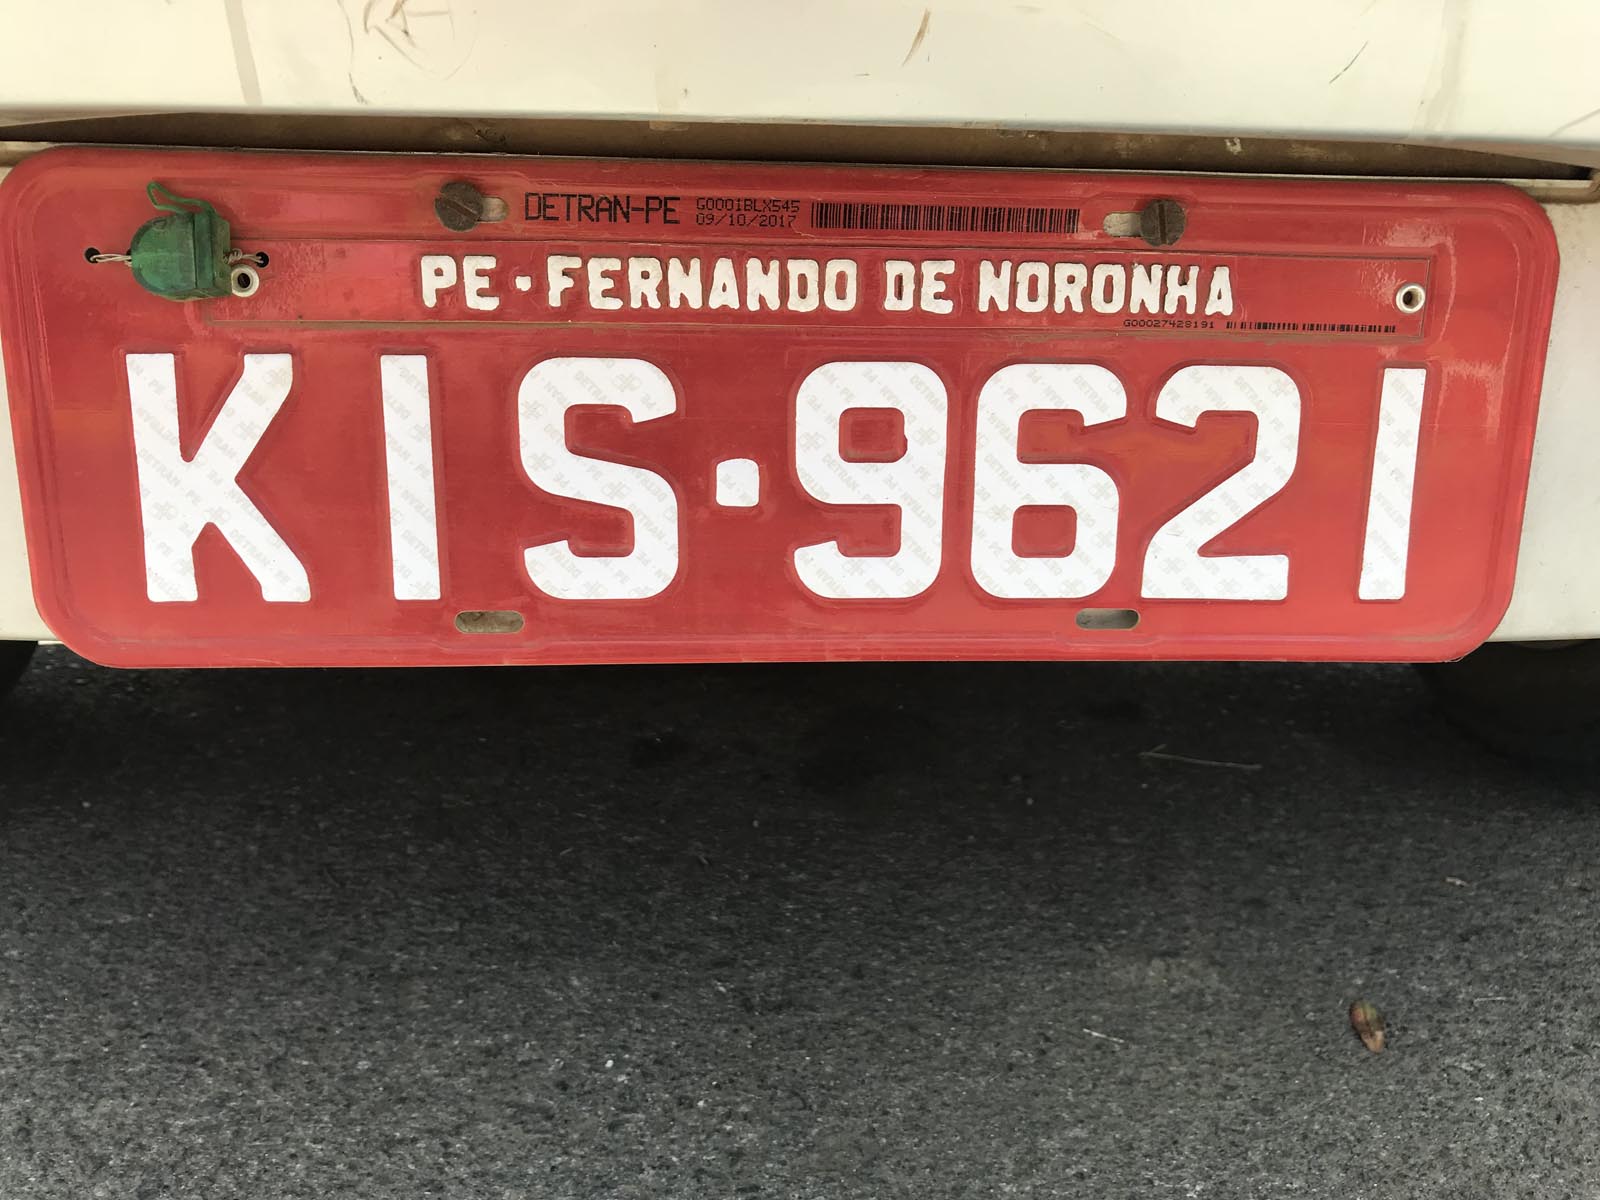 DETRAN-PE G0001BLX545
09/10/2017
PE·FERNANDO DE NORONHA
G00027428191
KIS·9621